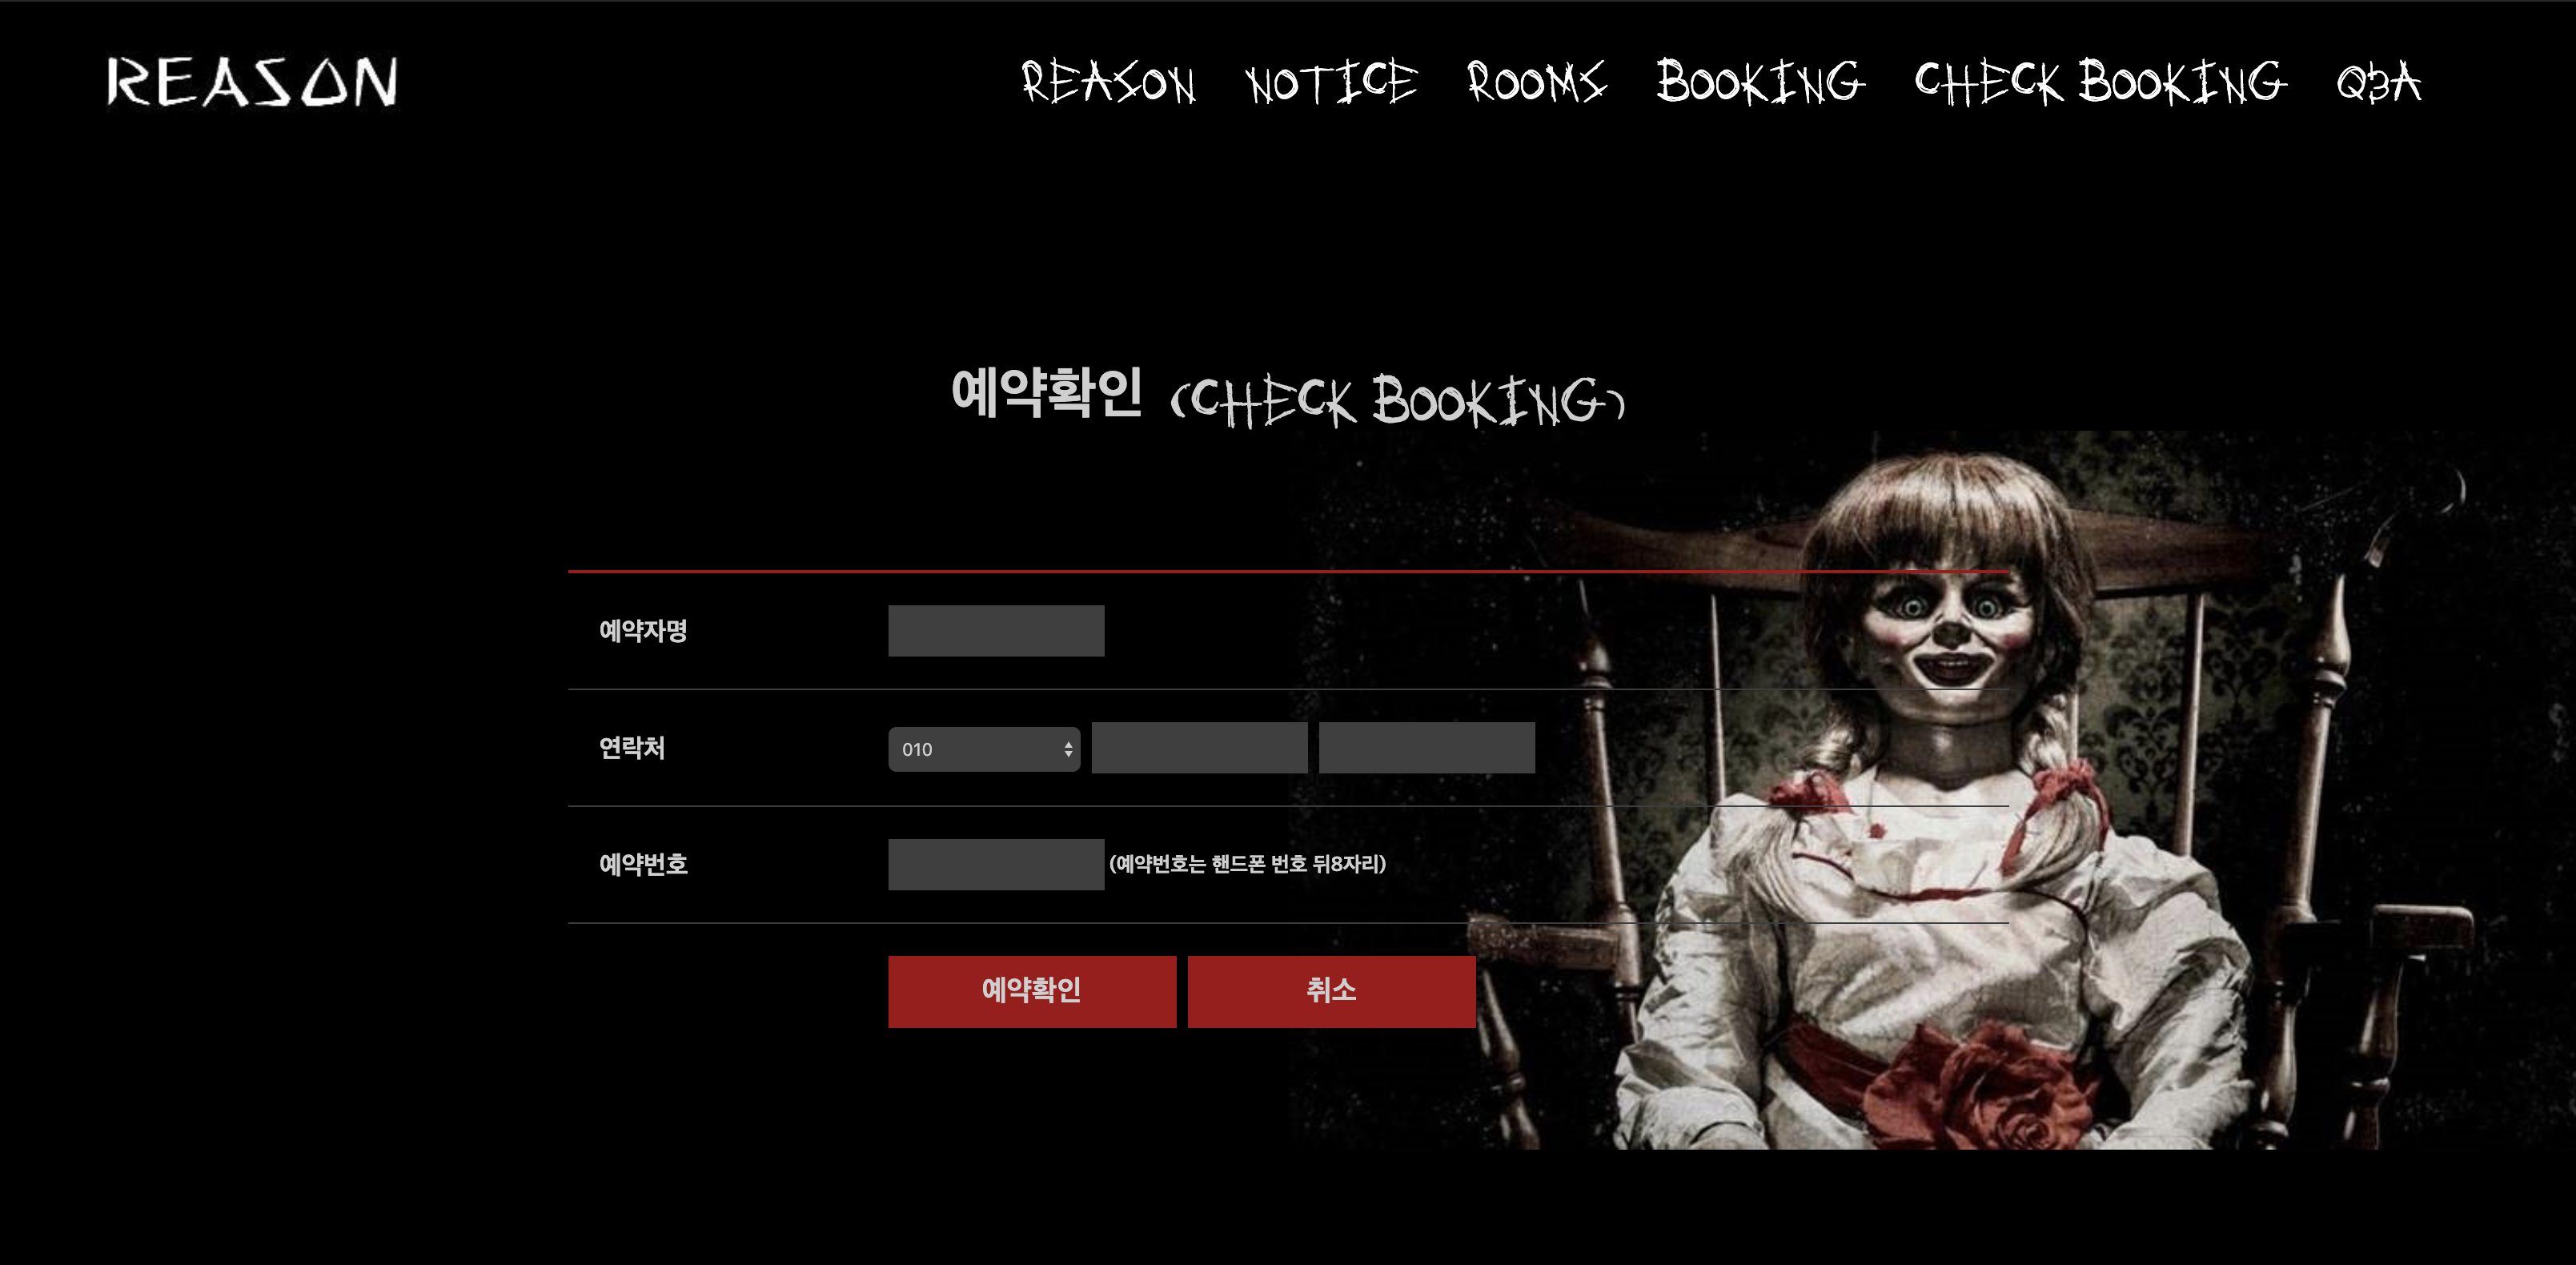 REASON
REASON NOTICE ROOMS BOOKING CHECK BOOKING Q&A
예약확인 (CHECK BOOKING)
예약자명
연락처 010
예약번호 (예약번호는 핸드폰 번호 뒤8자리)
예약확인 취소